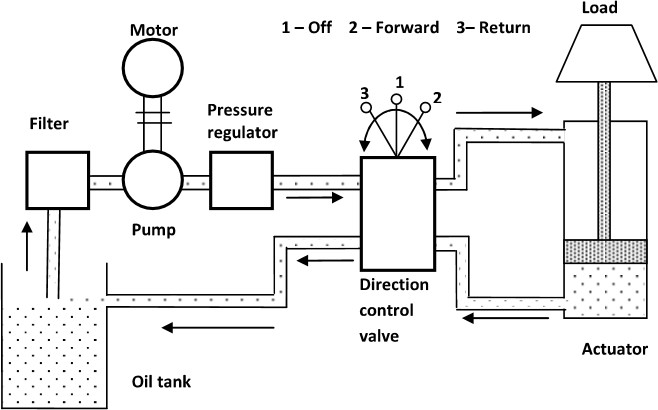 Load
Motor
1 – Off 2 – Forward 3– Return
1
3
2
Pressure
regulator
Filter
Pump
Direction
control
valve
Actuator
Oil tank